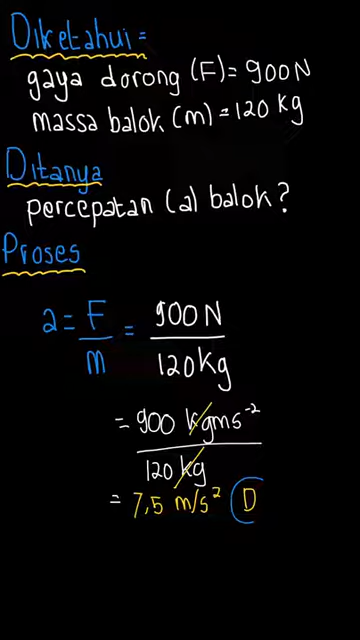 Diketahui =
gaya dorong (F) = 900 N
massa balok (m) = 120 kg
Ditanya
percepatan (a) balok?
Proses
a = F/m = 900 N/120 kg
= 900 kgms⁻²/120 kg
= 7,5 m/s² D